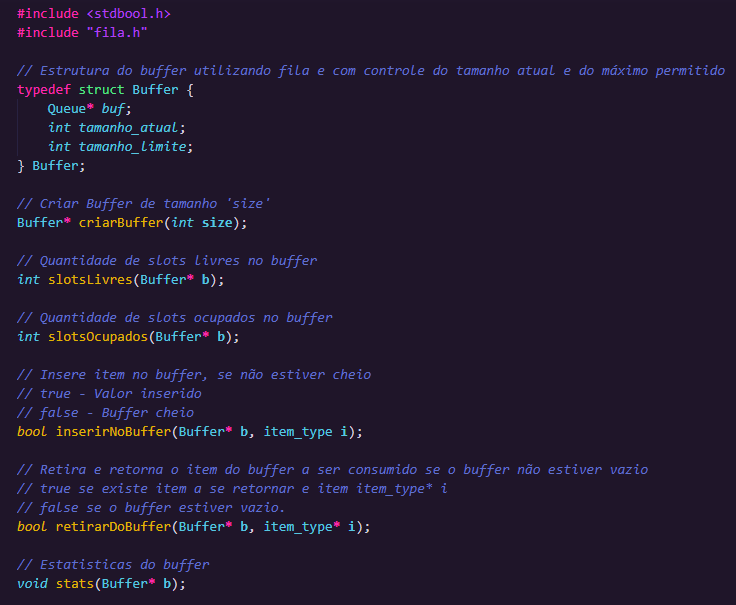 #include <stdbool.h>
#include "fila.h"
// Estrutura do buffer utilizando fila e com controle do tamanho atual e do máximo permitido
typedef struct Buffer {
Queue* buf;
int tamanho_atual;
int tamanho_limite;
} Buffer;
// Criar Buffer de tamanho 'size'
Buffer* criarBuffer(int size);
// Quantidade de slots livres no buffer
int slotsLivres(Buffer* b);
// Quantidade de slots ocupados no buffer
int slotsOcupados(Buffer* b);
// Insere item no buffer, se não estiver cheio
// true - Valor inserido
// false - Buffer cheio
bool inserirNoBuffer(Buffer* b, item_type i);
// Retira e retorna o item do buffer a ser consumido se o buffer não estiver vazio
// true se existe item a se retornar e item item_type* i
// false se o buffer estiver vazio.
bool retirarDoBuffer(Buffer* b, item_type* i);
// Estatisticas do buffer
void stats(Buffer* b);